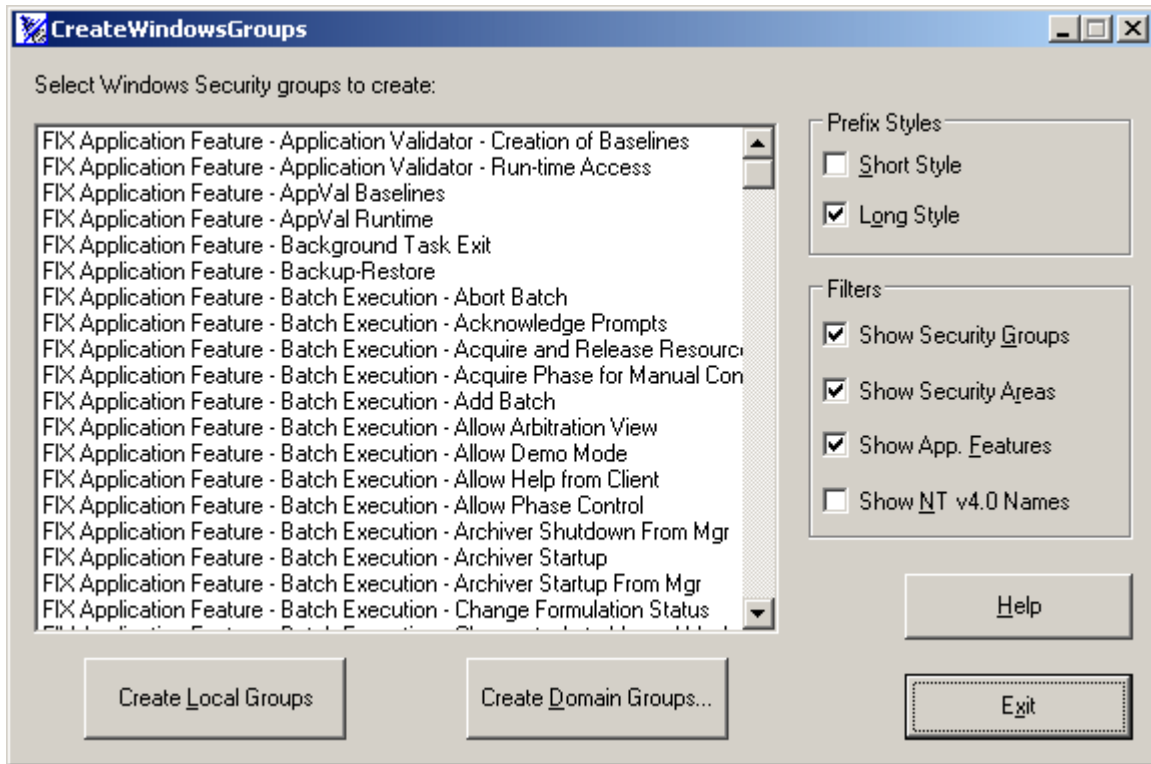 CreateWindowsGroups
Select Windows Security groups to create:
FIX Application Feature - Application Validator - Creation of Baselines
FIX Application Feature - Application Validator - Run-time Access
FIX Application Feature - AppVal Baselines
FIX Application Feature - AppVal Runtime
FIX Application Feature - Background Task Exit
FIX Application Feature - Backup-Restore
FIX Application Feature - Batch Execution - Abort Batch
FIX Application Feature - Batch Execution - Acknowledge Prompts
FIX Application Feature - Batch Execution - Acquire and Release Resourc
FIX Application Feature - Batch Execution - Acquire Phase for Manual Con
FIX Application Feature - Batch Execution - Add Batch
FIX Application Feature - Batch Execution - Allow Arbitration View
FIX Application Feature - Batch Execution - Allow Demo Mode
FIX Application Feature - Batch Execution - Allow Help from Client
FIX Application Feature - Batch Execution - Allow Phase Control
FIX Application Feature - Batch Execution - Archiver Shutdown From Mgr
FIX Application Feature - Batch Execution - Archiver Startup
FIX Application Feature - Batch Execution - Archiver Startup From Mgr
FIX Application Feature - Batch Execution - Change Formulation Status
Prefix Styles
Short Style
Long Style
Filters
Show Security Groups
Show Security Areas
Show App. Features
Show NT v4.0 Names
Help
Create Local Groups
Create Domain Groups...
Exit